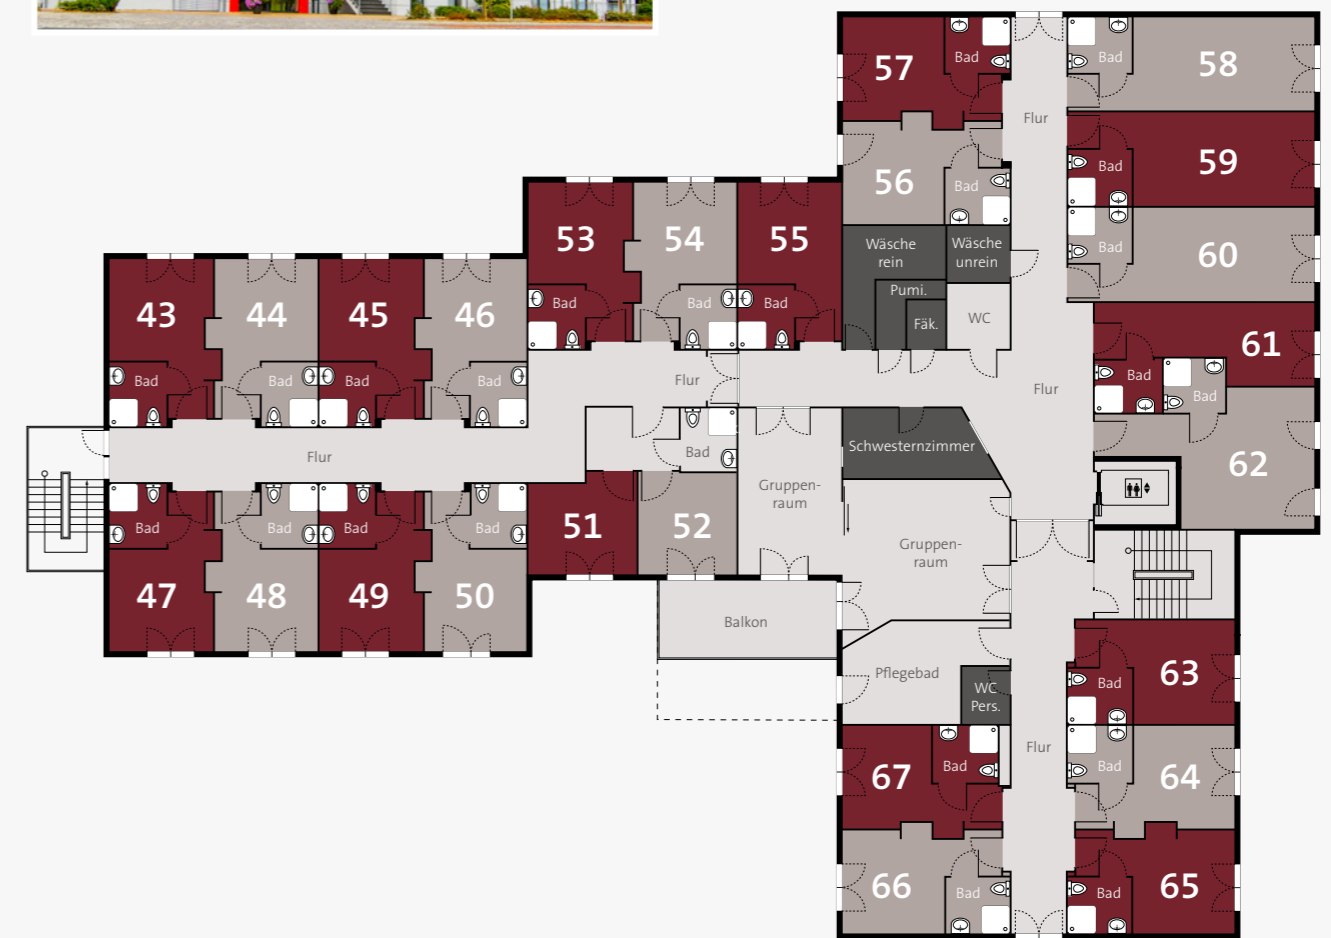 57
Bad
Bad
58
Flur
Bad
59
56
Bad
53
54
55
Wäsche
rein
Wäsche
unrein
Bad
60
43
44
45
46
Bad
Bad
Bad
Pumi.
Fäk.
WC
61
Bad
Bad
Bad
Bad
Bad
Flur
Flur
Bad
Bad
Flur
Bad
Schwesternzimmer
62
Bad
Bad
Bad
Bad
51
52
Gruppen-
raum
Gruppen-
raum
47
48
49
50
Balkon
Pflegebad
WC
Pers.
Bad
63
67
Bad
Flur
Bad
64
66
Bad
Bad
65